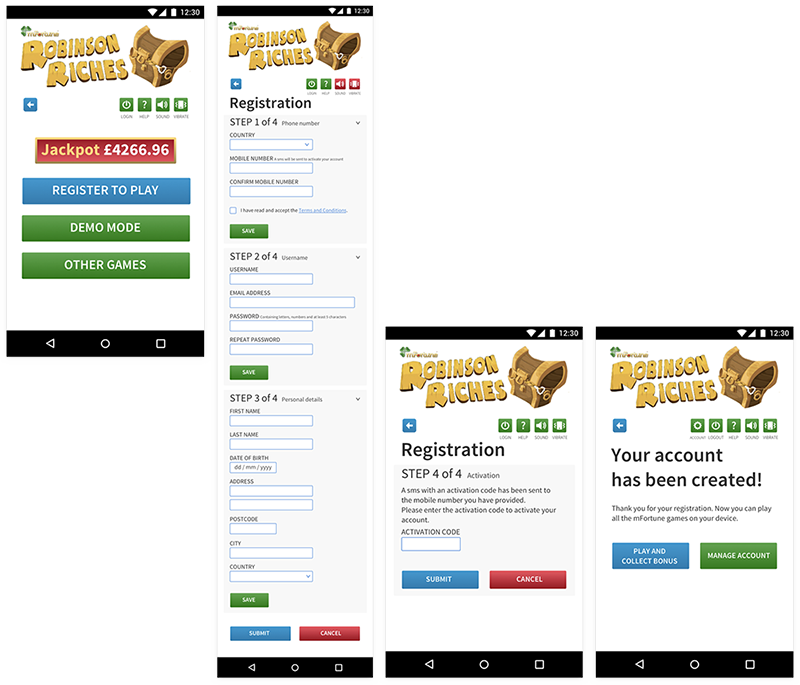 12:30
mFortune
ROBINSON
RICHES
LOGIN HELP SOUND VIBRATE
Jackpot £4266.96
REGISTER TO PLAY
DEMO MODE
OTHER GAMES
12:30
mFortune
ROBINSON
RICHES
LOGIN HELP SOUND VIBRATE
Registration
STEP 1 of 4 Phone number
COUNTRY
MOBILE NUMBER A sms will be sent to activate your account
CONFIRM MOBILE NUMBER
I have read and accept the Terms and Conditions.
SAVE
STEP 2 of 4 Username
USERNAME
EMAIL ADDRESS
PASSWORD Containing letters, numbers and at least 5 characters
REPEAT PASSWORD
SAVE
STEP 3 of 4 Personal details
FIRST NAME
LAST NAME
DATE OF BIRTH
dd / mm / yyyy
ADDRESS
POSTCODE
CITY
COUNTRY
SAVE
SUBMIT CANCEL
12:30
mFortune
ROBINSON
RICHES
LOGIN HELP SOUND VIBRATE
Registration
STEP 4 of 4 Activation
A sms with an activation code has been sent to
the mobile number you have provided.
Please enter the activation code to activate your
account.
ACTIVATION CODE
SUBMIT CANCEL
12:30
mFortune
ROBINSON
RICHES
ACCOUNT LOGOUT HELP SOUND VIBRATE
Your account
has been created!
Thank you for your registration. Now you can play
all the mFortune games on your device.
PLAY AND
COLLECT BONUS
MANAGE ACCOUNT